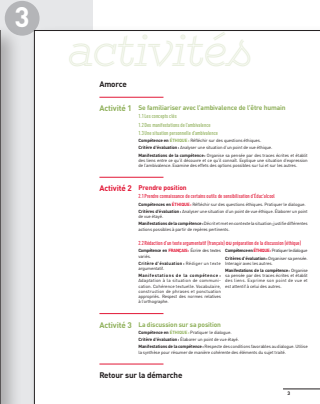 3
activités
Amorce
Activité 1 Se familiariser avec l'ambivalence de l'être humain
1.1 Les concepts clés
1.2 Des manifestations de l'ambivalence
1.3 Une situation personnelle d'ambivalence
Compétence en ÉTHIQUE : Réfléchir sur des questions éthiques.
Critère d'évaluation : Analyser une situation d'un point de vue éthique.
Manifestations de la compétence : Organise sa pensée par des traces écrites et établit
des liens entre ce qu'il découvre et ce qu'il connaît. Explique une situation d'expression
de l'ambivalence. Examine des effets des actions possibles sur lui et sur les autres.
Activité 2 Prendre position
2.1 Prendre connaissance de certains outils de sensibilisation d'Éduc'alcool
Compétences en ÉTHIQUE : Réfléchir sur des questions éthiques. Pratiquer le dialogue.
Critères d'évaluation : Analyser une situation d'un point de vue éthique. Élaborer un point
de vue étayé.
Manifestations de la compétence : Décrit et met en contexte la situation; justifie différentes
actions possibles à partir de repères pertinents.
2.2 Rédaction d'un texte argumentatif (français) des préparation de la discussion (éthique)
Compétence en FRANÇAIS : Écrire des textes
variés.
Critère d'évaluation : Rédiger un texte
argumentatif.
Manifestations de la compétence :
Adaptation à la situation de communi-
cation. Cohérence textuelle. Vocabulaire,
construction de phrases et ponctuation
appropriés. Respect des normes relatives
à l'orthographe.
Compétence en ÉTHIQUE : Pratiquer le dialogue
Critères d'évaluation : Organiser sa pensée.
Interagir avec les autres.
Manifestations de la compétence : Organise
sa pensée par des traces écrites et établit
des liens. Exprime son point de vue et
est attentif à celui des autres.
Activité 3 La discussion sur sa position
Compétence en ÉTHIQUE : Pratiquer le dialogue.
Critère d'évaluation : Élaborer un point de vue étayé.
Manifestations de la compétence : Respecte des conditions favorables au dialogue. Utilise
la synthèse pour résumer de manière cohérente des éléments du sujet traité.
Retour sur la démarche
3